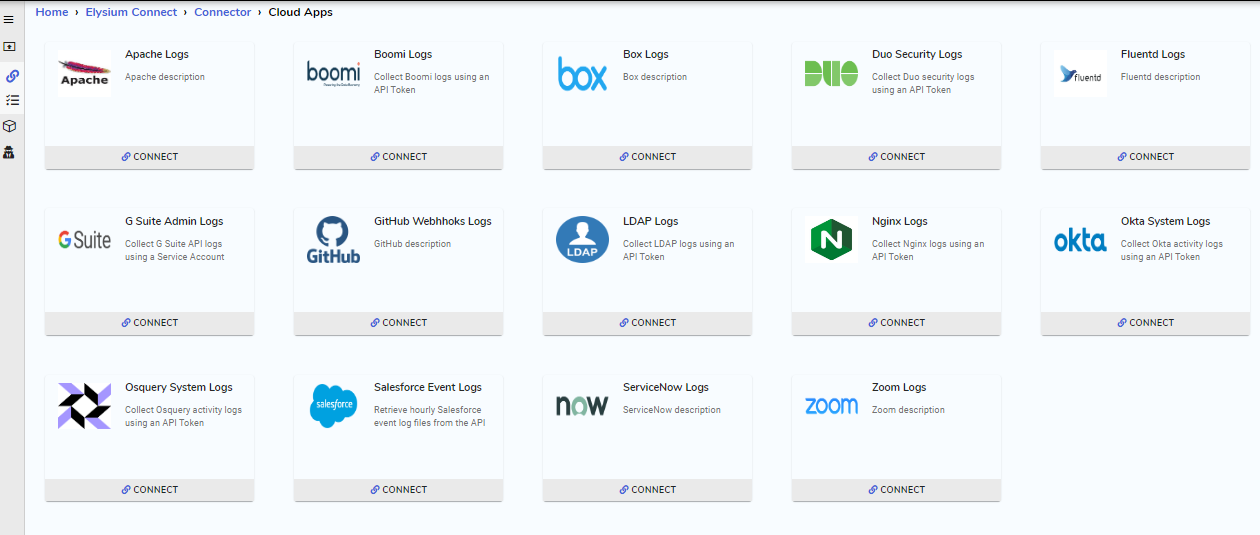 Home › Elysium Connect › Connector › Cloud Apps
Apache
Apache Logs
Apache description
CONNECT
boomi
Boomi Logs
Collect Boomi logs using an
API Token
CONNECT
box
Box Logs
Box description
CONNECT
DUO
Duo Security Logs
Collect Duo security logs
using an API Token
CONNECT
fluentd
Fluentd Logs
Fluentd description
CONNECT
G Suite
G Suite Admin Logs
Collect G Suite API logs
using a Service Account
CONNECT
GitHub
GitHub Webhhoks Logs
GitHub description
CONNECT
LDAP
LDAP Logs
Collect LDAP logs using an
API Token
CONNECT
N
Nginx Logs
Collect Nginx logs using an
API Token
CONNECT
okta
Okta System Logs
Collect Okta activity logs
using an API Token
CONNECT
Osquery System Logs
Collect Osquery activity logs
using an API Token
CONNECT
salesforce
Salesforce Event Logs
Retrieve hourly Salesforce
event log files from the API
CONNECT
now
ServiceNow Logs
ServiceNow description
CONNECT
zoom
Zoom Logs
Zoom description
CONNECT